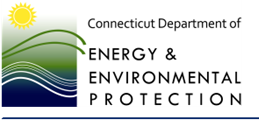 Connecticut Department of
ENERGY &
ENVIRONMENTAL
PROTECTION